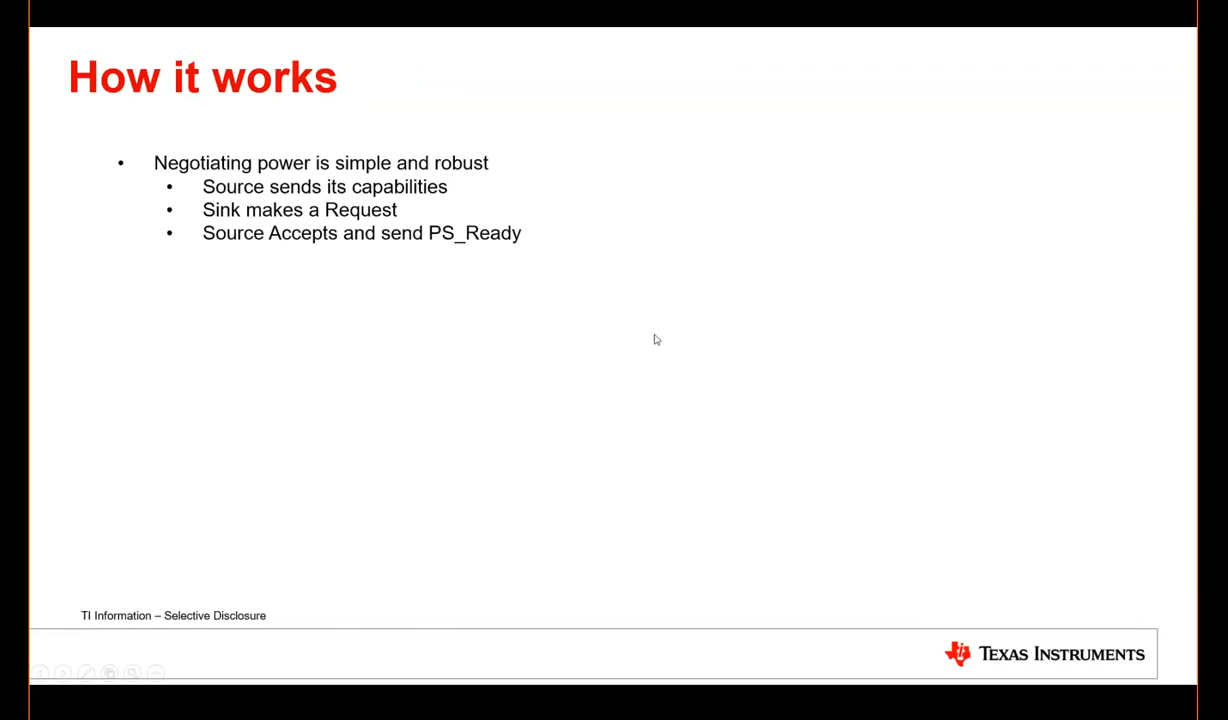 How it works
• Negotiating power is simple and robust
• Source sends its capabilities
• Sink makes a Request
• Source Accepts and send PS_Ready
TI Information – Selective Disclosure
TEXAS INSTRUMENTS